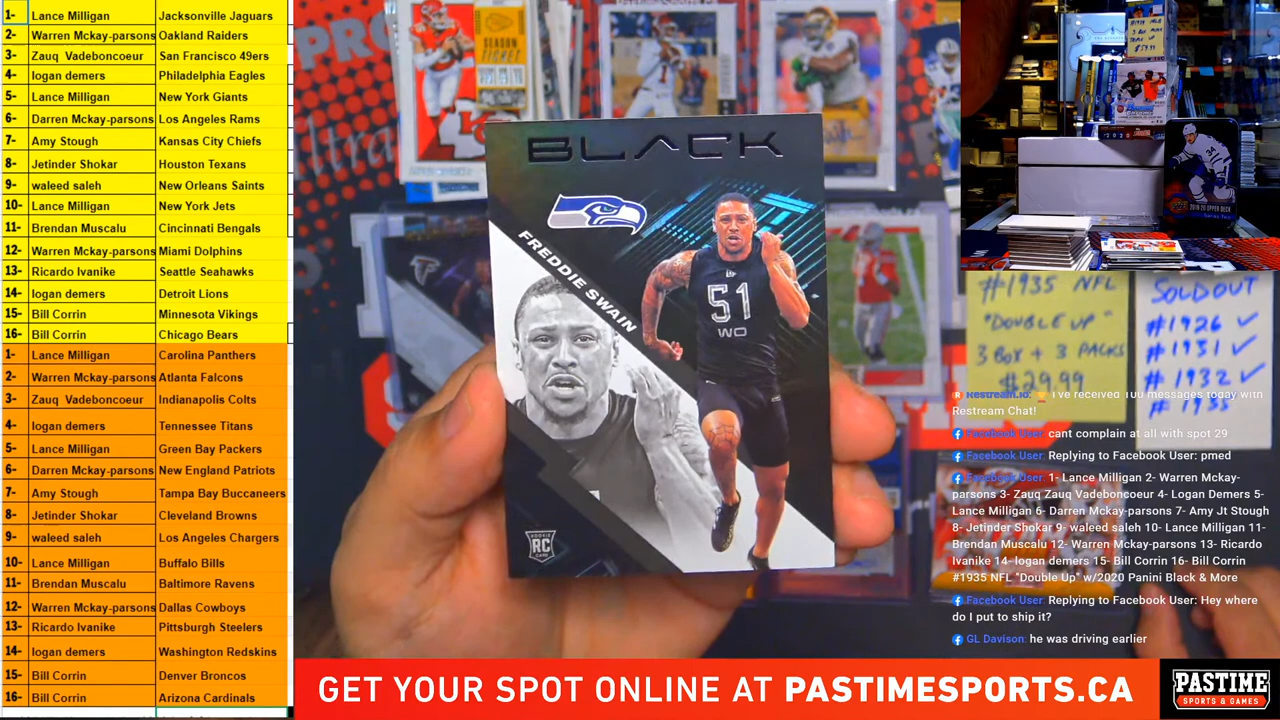 1- Lance Milligan Jacksonville Jaguars
2- Warren Mckay-parsons Oakland Raiders
3- Zauq Vadeboncoeur San Francisco 49ers
4- logan demers Philadelphia Eagles
5- Lance Milligan New York Giants
6- Darren Mckay-parsons Los Angeles Rams
7- Amy Stough Kansas City Chiefs
8- Jetinder Shokar Houston Texans
9- waleed saleh New Orleans Saints
10- Lance Milligan New York Jets
11- Brendan Muscalu Cincinnati Bengals
12- Warren Mckay-parsons Miami Dolphins
13- Ricardo Ivanike Seattle Seahawks
14- logan demers Detroit Lions
15- Bill Corrin Minnesota Vikings
16- Bill Corrin Chicago Bears
1- Lance Milligan Carolina Panthers
2- Warren Mckay-parsons Atlanta Falcons
3- Zauq Vadeboncoeur Indianapolis Colts
4- logan demers Tennessee Titans
5- Lance Milligan Green Bay Packers
6- Darren Mckay-parsons New England Patriots
7- Amy Stough Tampa Bay Buccaneers
8- Jetinder Shokar Cleveland Browns
9- waleed saleh Los Angeles Chargers
10- Lance Milligan Buffalo Bills
11- Brendan Muscalu Baltimore Ravens
12- Warren Mckay-parsons Dallas Cowboys
13- Ricardo Ivanike Pittsburgh Steelers
14- logan demers Washington Redskins
15- Bill Corrin Denver Broncos
16- Bill Corrin Arizona Cardinals
SEASON
TICKET
BLACK
FREDDIE SWAIN
51
WO
ROOKIE
RC
34
#1935 NFL
"DOUBLE UP"
3 BOX + 3 PACKS
$29.99
SOLDOUT
#1926 ✓
#1931 ✓
#1932 ✓
# 1935
Restream.io: 🏆 I've received 100 messages today with
Restream Chat!
Facebook User: cant complain at all with spot 29
Facebook User: Replying to Facebook User: pmed
Facebook User: 1- Lance Milligan 2- Warren Mckay-
parsons 3- Zauq Zauq Vadeboncoeur 4- Logan Demers 5-
Lance Milligan 6- Darren Mckay-parsons 7- Amy Jt Stough
8- Jetinder Shokar 9- waleed saleh 10- Lance Milligan 11-
Brendan Muscalu 12- Warren Mckay-parsons 13- Ricardo
Ivanike 14- logan demers 15- Bill Corrin 16- Bill Corrin
#1935 NFL "Double Up" w/2020 Panini Black & More
Facebook User: Replying to Facebook User: Hey where
do I put to ship it?
GL Davison: he was driving earlier
GET YOUR SPOT ONLINE AT PASTIMESPORTS.CA
PASTIME
SPORTS & GAMES